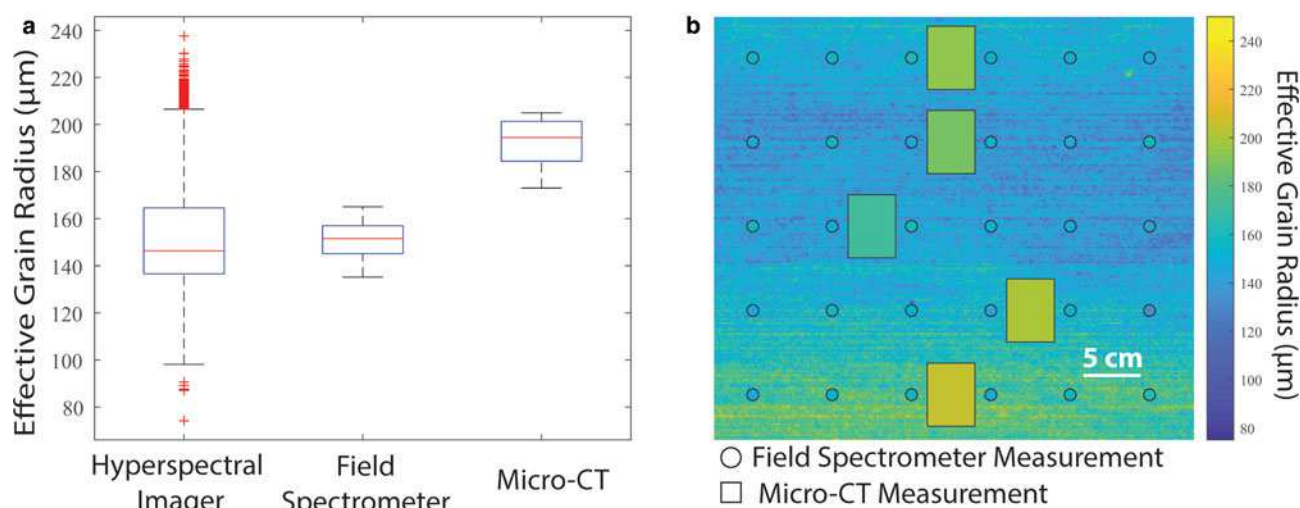 a
Effective Grain Radius (μm)
240
220
200
180
160
140
120
100
80
Hyperspectral
Imager
Field
Spectrometer
Micro-CT
b
5 cm
240
220
200
180
160
140
120
100
80
Effective Grain Radius (μm)
Field Spectrometer Measurement
Micro-CT Measurement